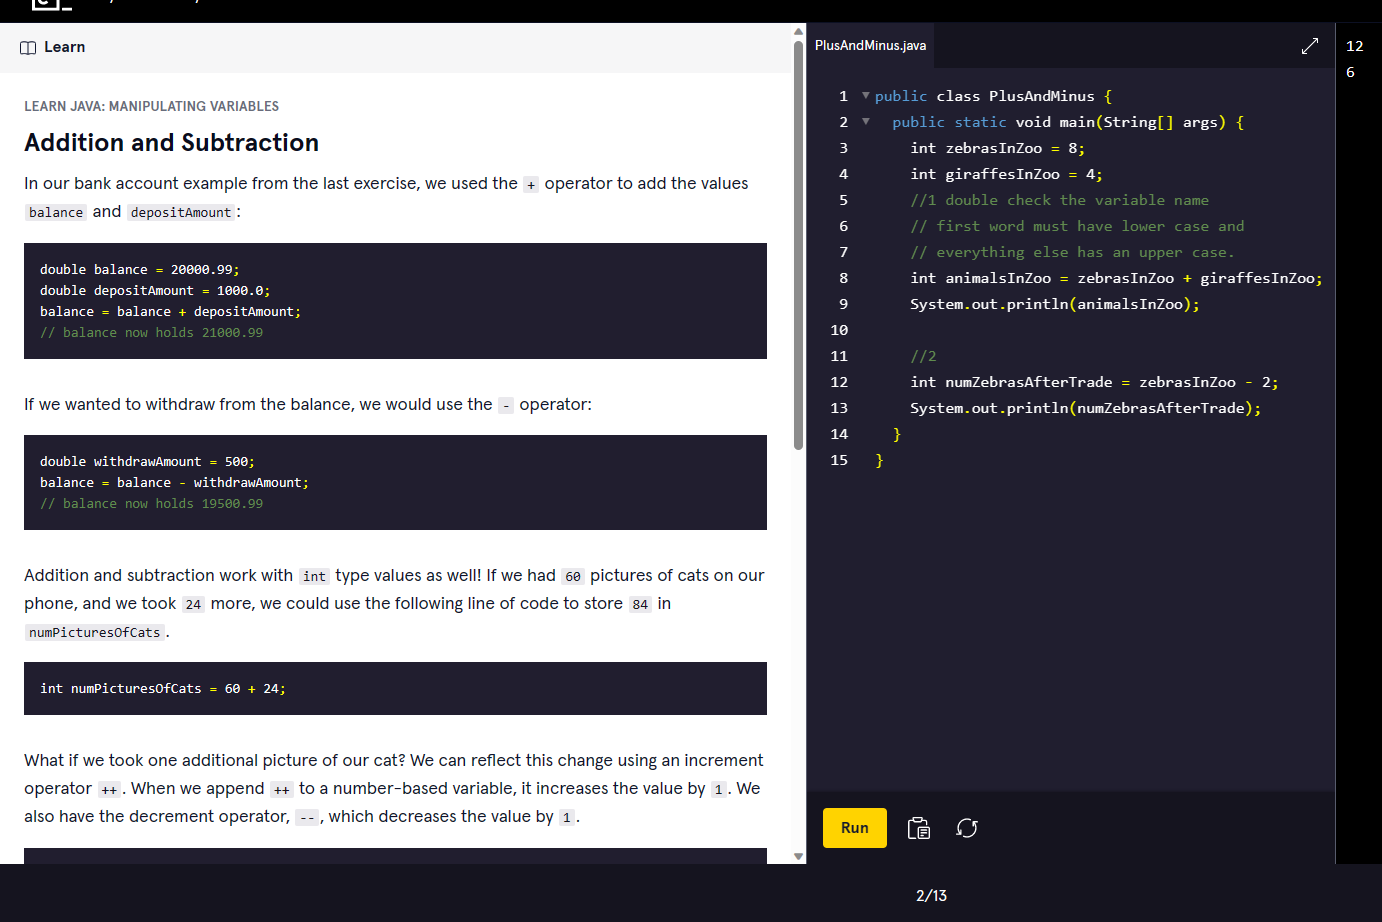 Learn
LEARN JAVA: MANIPULATING VARIABLES
Addition and Subtraction
In our bank account example from the last exercise, we used the + operator to add the values
balance and depositAmount:
double balance = 20000.99;
double depositAmount = 1000.0;
balance = balance + depositAmount;
// balance now holds 21000.99
If we wanted to withdraw from the balance, we would use the - operator:
double withdrawAmount = 500;
balance = balance - withdrawAmount;
// balance now holds 19500.99
Addition and subtraction work with int type values as well! If we had 60 pictures of cats on our
phone, and we took 24 more, we could use the following line of code to store 84 in
numPicturesOfCats.
int numPicturesOfCats = 60 + 24;
What if we took one additional picture of our cat? We can reflect this change using an increment
operator ++. When we append ++ to a number-based variable, it increases the value by 1. We
also have the decrement operator, --, which decreases the value by 1.
PlusAndMinus.java
1 public class PlusAndMinus {
2 public static void main(String[] args) {
3 int zebrasInZoo = 8;
4 int giraffesInZoo = 4;
5 //1 double check the variable name
6 // first word must have lower case and
7 // everything else has an upper case.
8 int animalsInZoo = zebrasInZoo + giraffesInZoo;
9 System.out.println(animalsInZoo);
10
11 //2
12 int numZebrasAfterTrade = zebrasInZoo - 2;
13 System.out.println(numZebrasAfterTrade);
14 }
15 }
Run
12
6
2/13